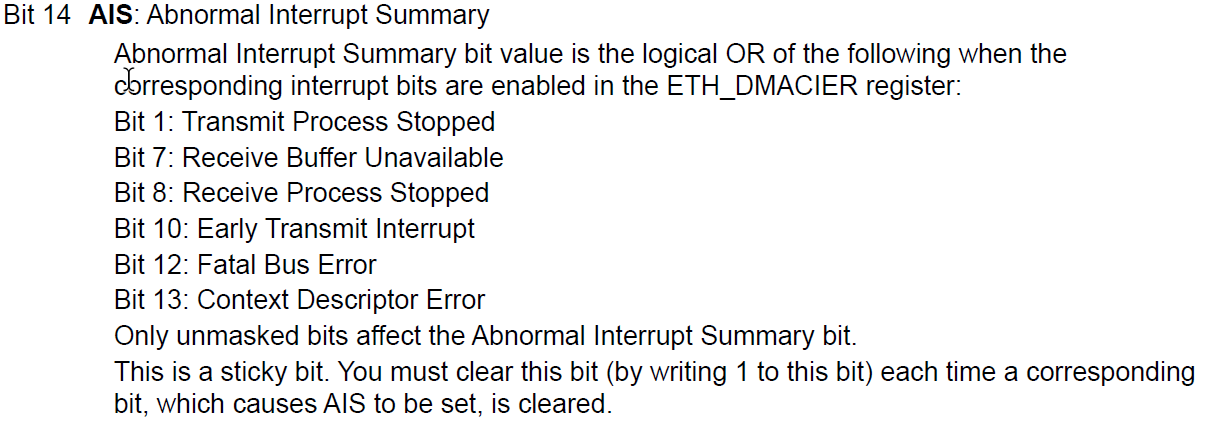 Bit 14 AIS: Abnormal Interrupt Summary
Abnormal Interrupt Summary bit value is the logical OR of the following when the
corresponding interrupt bits are enabled in the ETH_DMACIER register:
Bit 1: Transmit Process Stopped
Bit 7: Receive Buffer Unavailable
Bit 8: Receive Process Stopped
Bit 10: Early Transmit Interrupt
Bit 12: Fatal Bus Error
Bit 13: Context Descriptor Error
Only unmasked bits affect the Abnormal Interrupt Summary bit.
This is a sticky bit. You must clear this bit (by writing 1 to this bit) each time a corresponding
bit, which causes AIS to be set, is cleared.